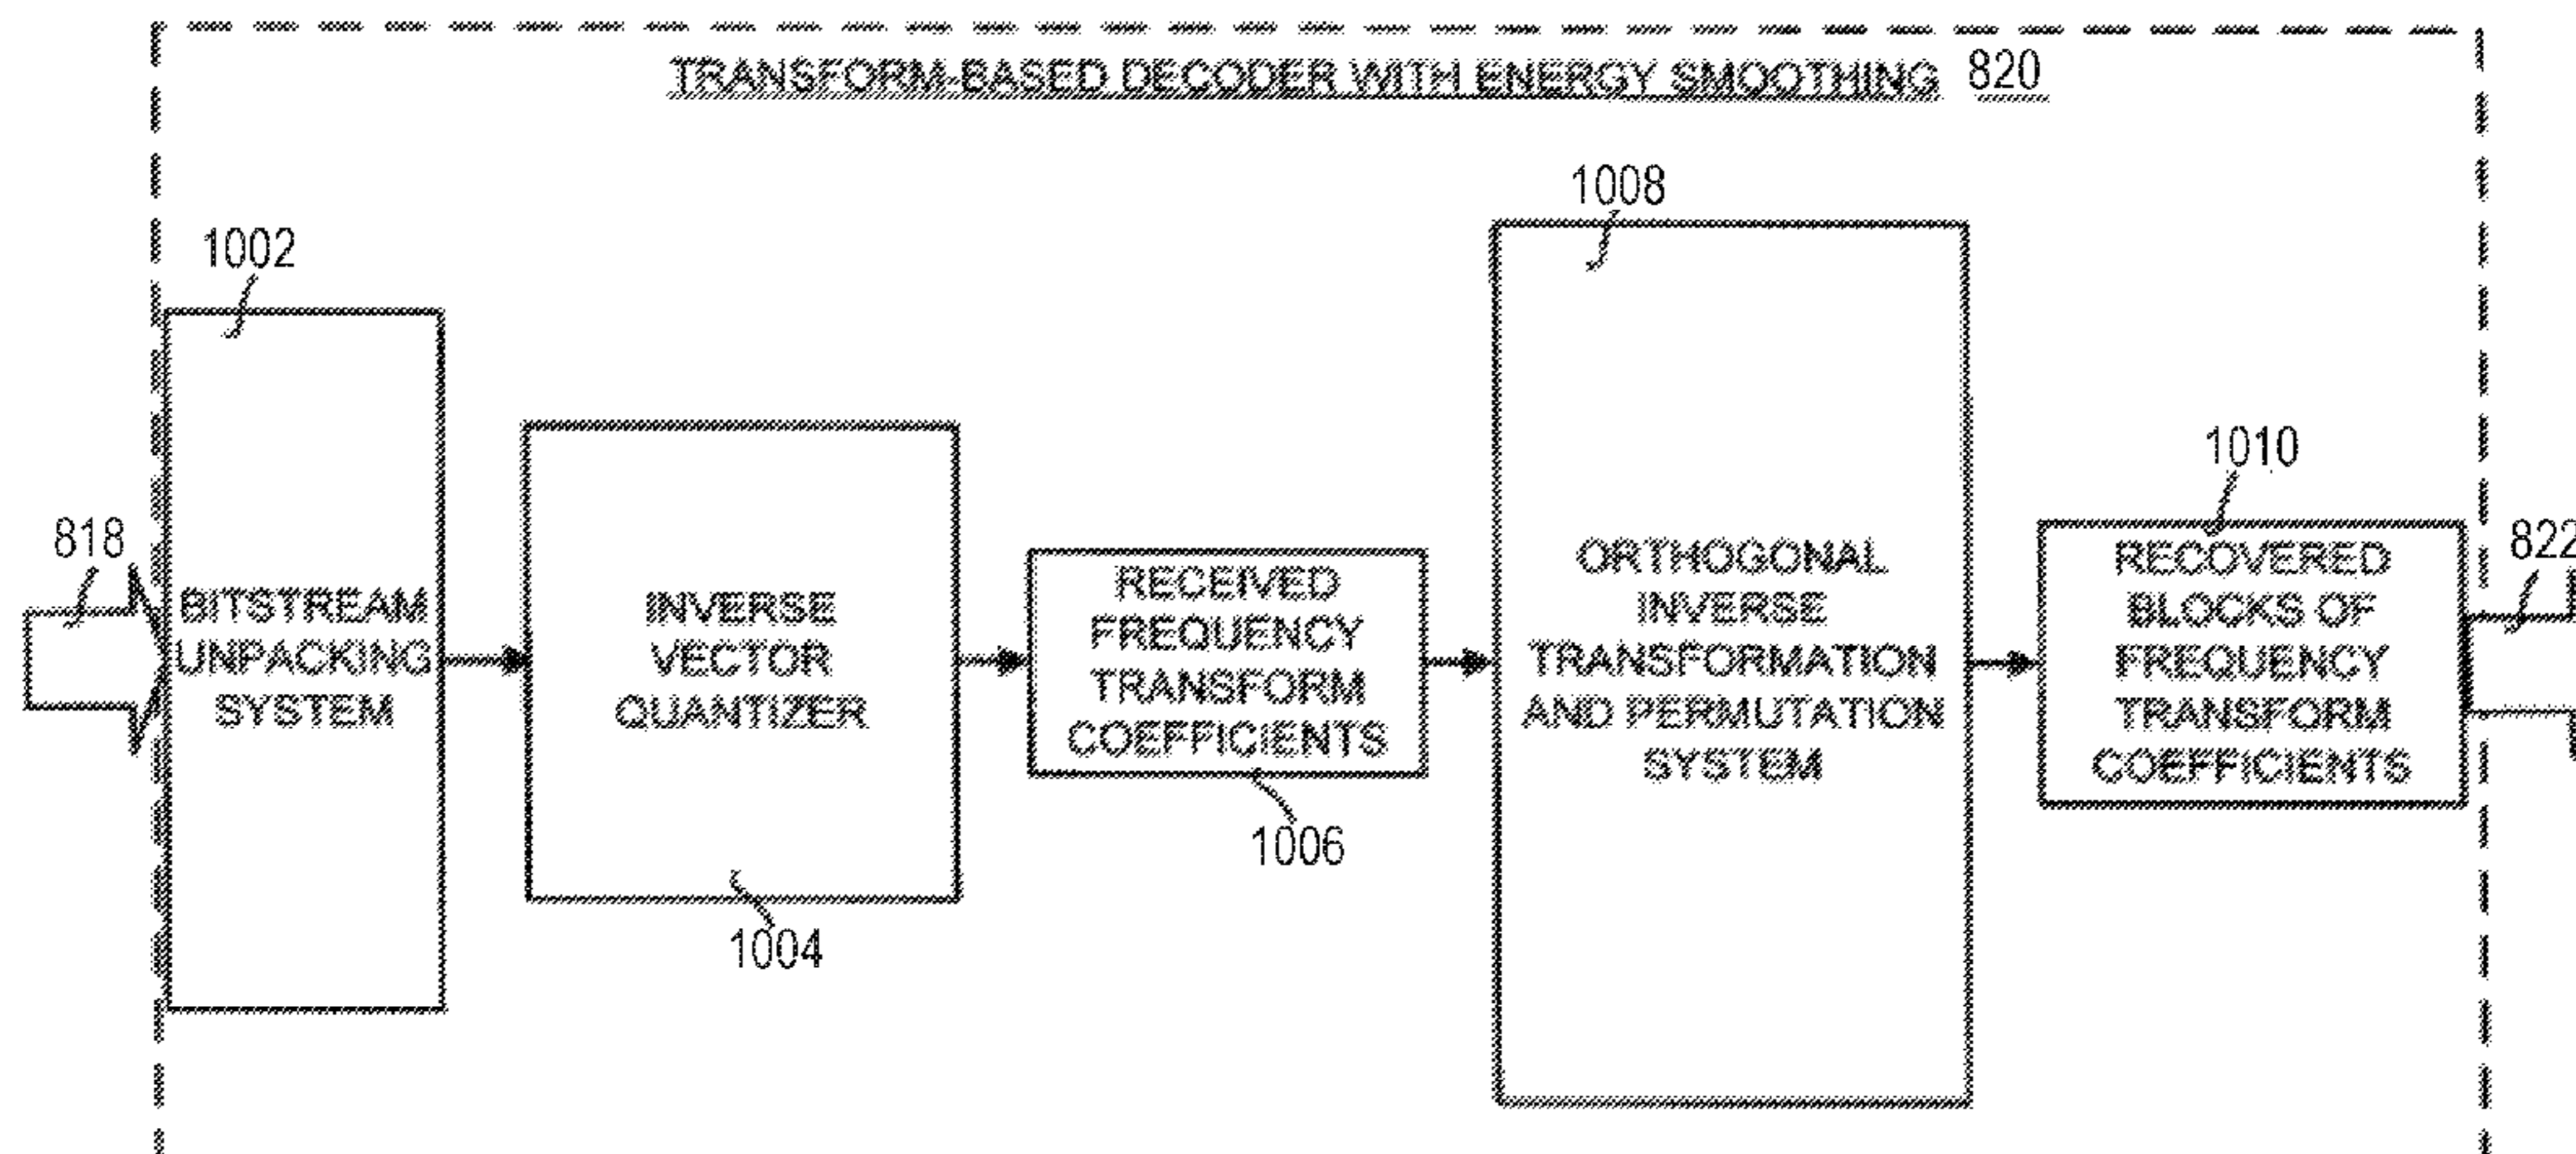 TRANSFORM-BASED DECODER WITH ENERGY SMOOTHING 820
1008
1002
1010
818
822
BITSTREAM
UNPACKING
SYSTEM
INVERSE
VECTOR
QUANTIZER
RECEIVED
FREQUENCY
TRANSFORM
COEFFICIENTS
ORTHOGONAL
INVERSE
TRANSFORMATION
AND PERMUTATION
SYSTEM
RECOVERED
BLOCKS OF
FREQUENCY
TRANSFORM
COEFFICIENTS
1006
1004